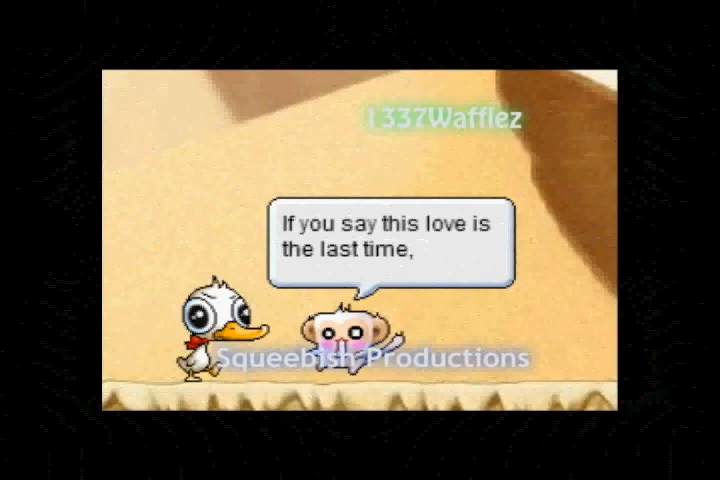 1337Wafflez
If you say this love is
the last time,
Squeebish Productions